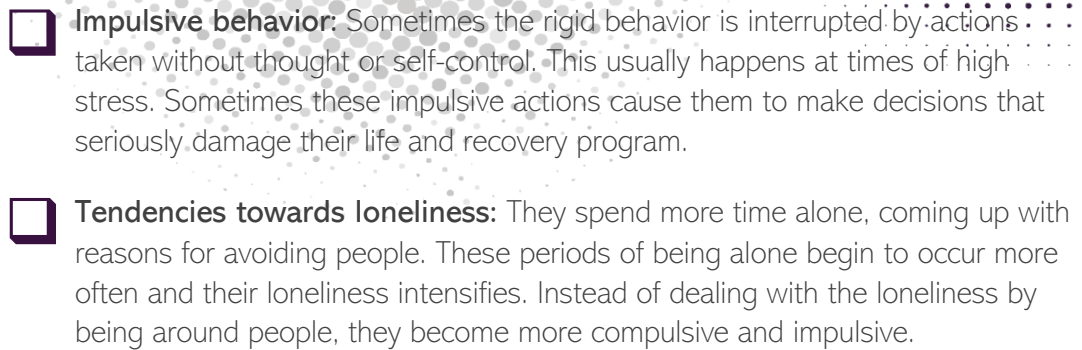 Impulsive behavior: Sometimes the rigid behavior is interrupted by actions
taken without thought or self-control. This usually happens at times of high
stress. Sometimes these impulsive actions cause them to make decisions that
seriously damage their life and recovery program.
Tendencies towards loneliness: They spend more time alone, coming up with
reasons for avoiding people. These periods of being alone begin to occur more
often and their loneliness intensifies. Instead of dealing with the loneliness by
being around people, they become more compulsive and impulsive.